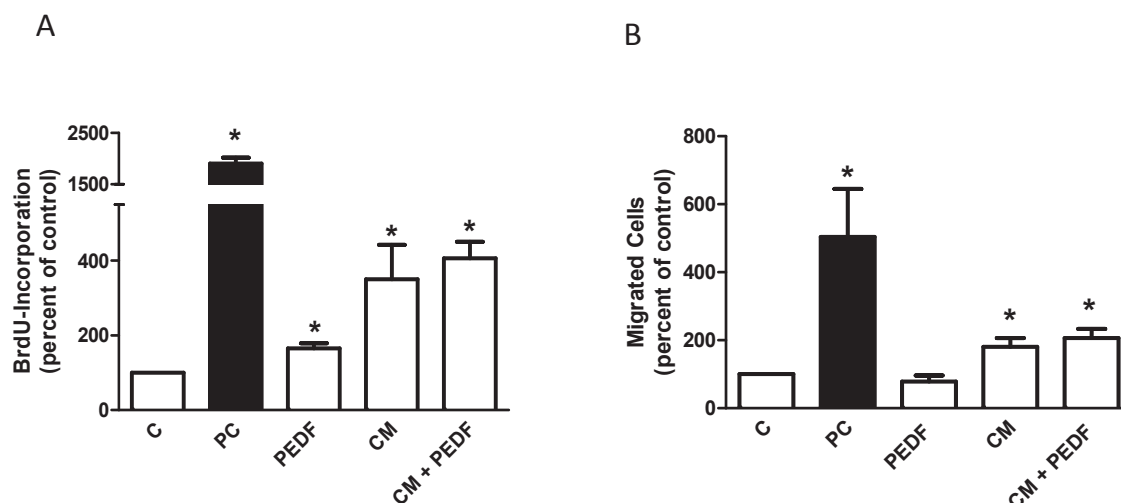 A
BrdU-Incorporation
(percent of control)
2500
1500
400
200
0
*
*
*
*
C
PC
PEDF
CM
CM + PEDF
B
Migrated Cells
(percent of control)
800
600
400
200
0
*
*
*
C
PC
PEDF
CM
CM + PEDF